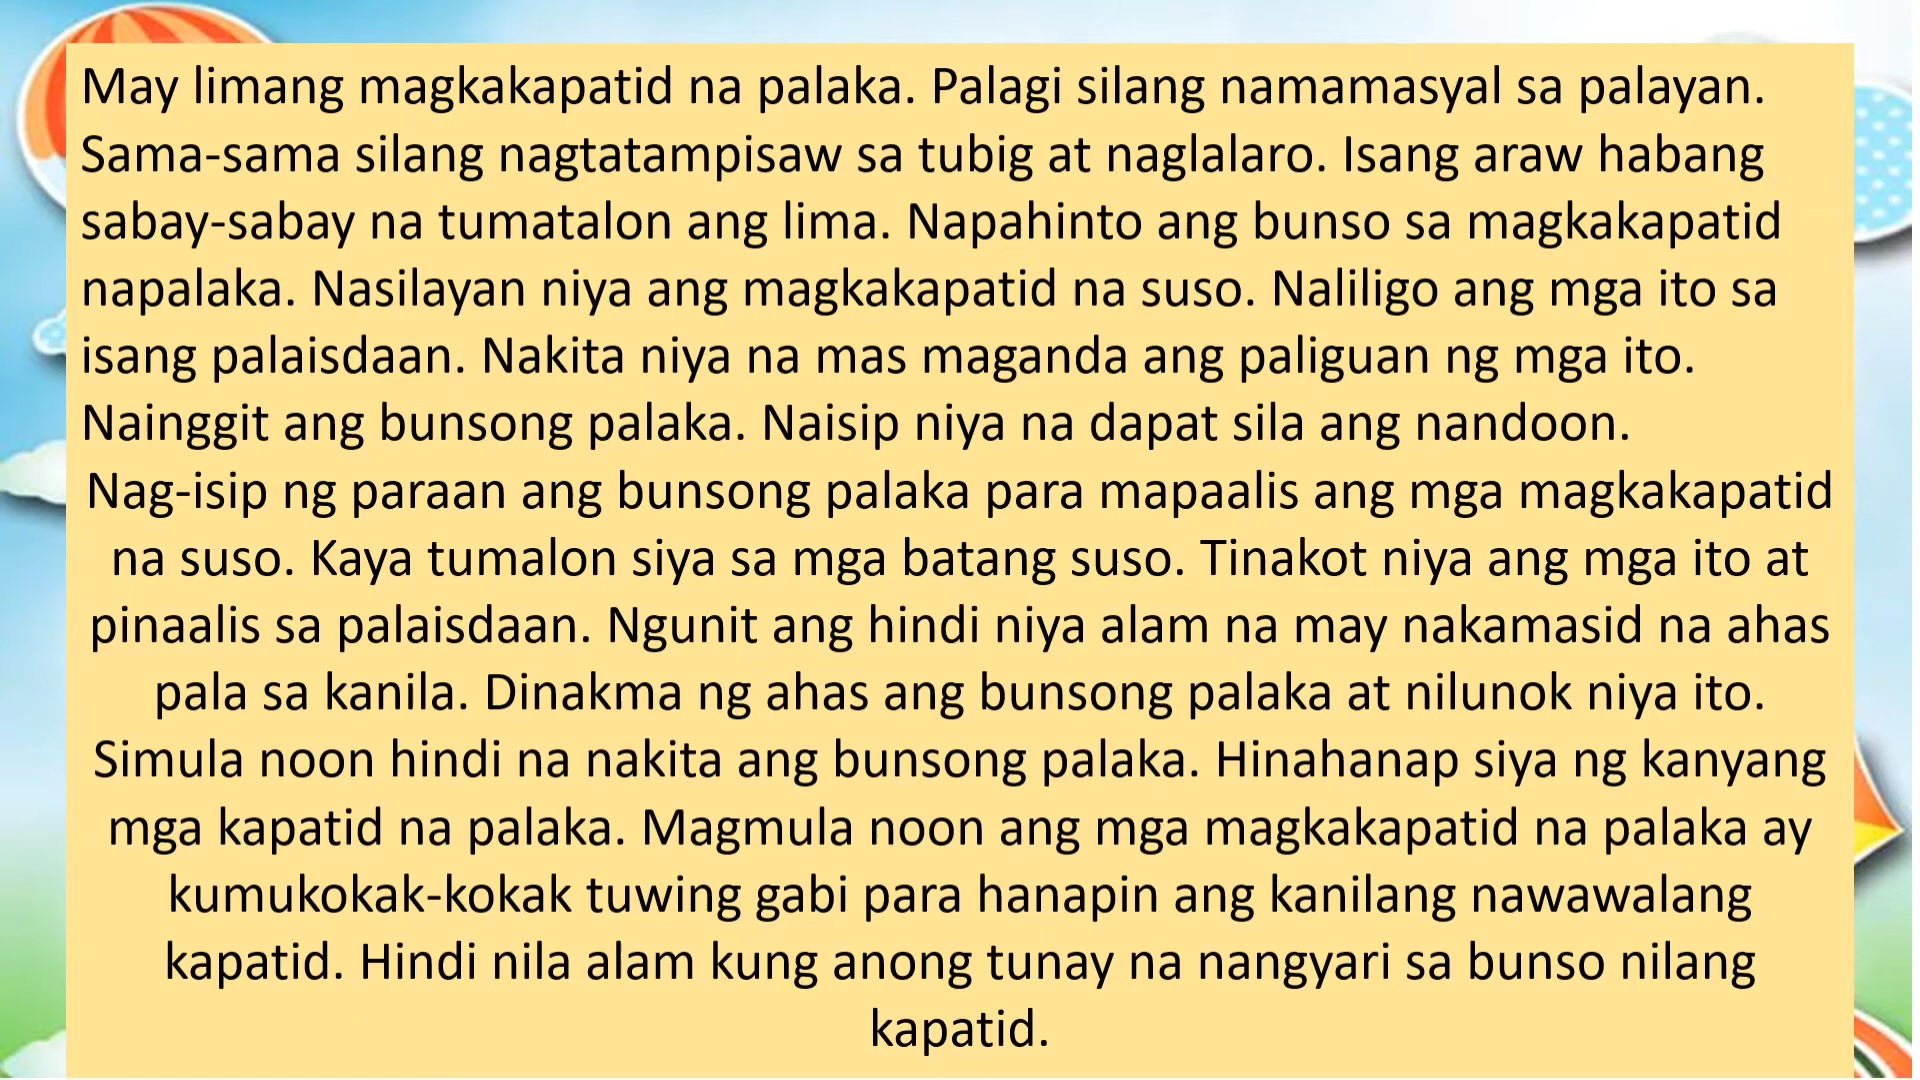 May limang magkakapatid na palaka. Palagi silang namamasyal sa palayan.
Sama-sama silang nagtatampisaw sa tubig at naglalaro. Isang araw habang
sabay-sabay na tumatalon ang lima. Napahinto ang bunso sa magkakapatid
napalaka. Nasilayan niya ang magkakapatid na suso. Naliligo ang mga ito sa
isang palaisdaan. Nakita niya na mas maganda ang paliguan ng mga ito.
Nainggit ang bunsong palaka. Naisip niya na dapat sila ang nandoon.
Nag-isip ng paraan ang bunsong palaka para mapaalis ang mga magkakapatid
na suso. Kaya tumalon siya sa mga batang suso. Tinakot niya ang mga ito at
pinaalis sa palaisdaan. Ngunit ang hindi niya alam na may nakamasid na ahas
pala sa kanila. Dinakma ng ahas ang bunsong palaka at nilunok niya ito.
Simula noon hindi na nakita ang bunsong palaka. Hinahanap siya ng kanyang
mga kapatid na palaka. Magmula noon ang mga magkakapatid na palaka ay
kumukokak-kokak tuwing gabi para hanapin ang kanilang nawawalang
kapatid. Hindi nila alam kung anong tunay na nangyari sa bunso nilang
kapatid.